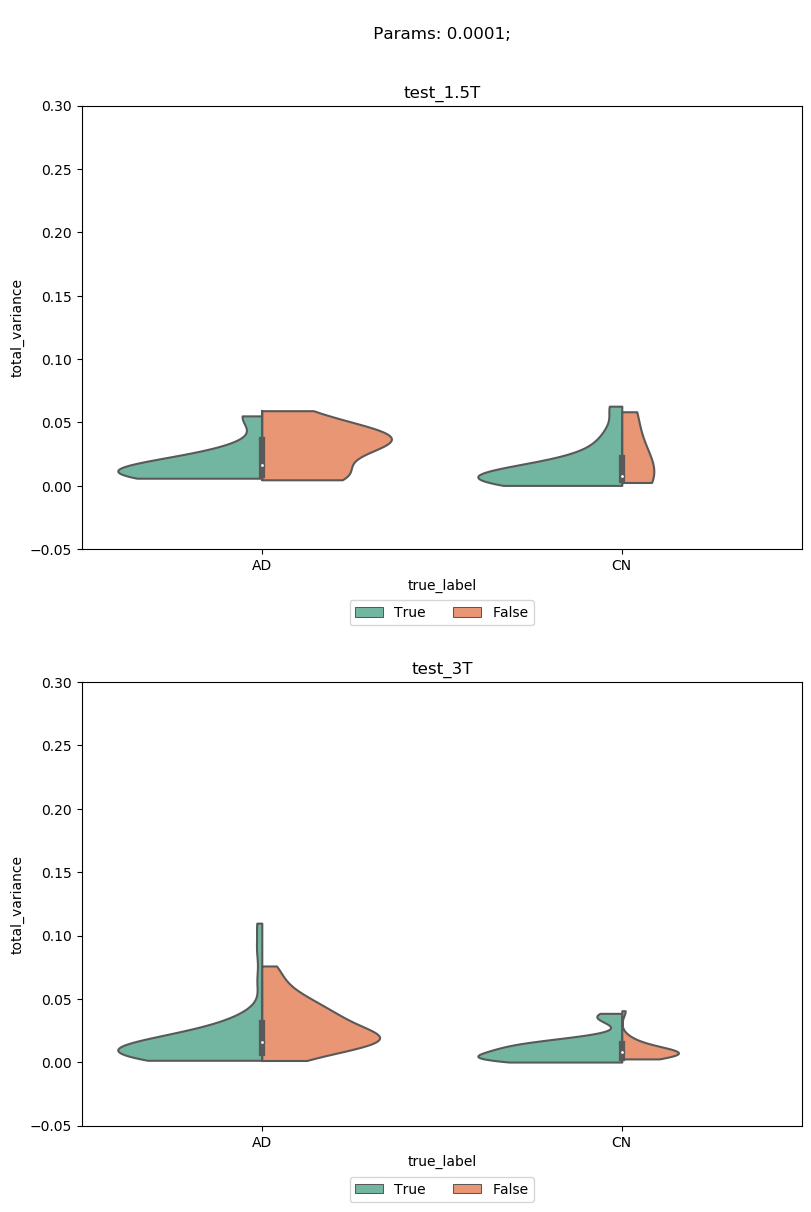 Params: 0.0001;
test_1.5T
0.30
0.25
0.20
0.15
0.10
0.05
0.00
−0.05
total_variance
AD CN
true_label
True False
test_3T
0.30
0.25
0.20
0.15
0.10
0.05
0.00
−0.05
total_variance
AD CN
true_label
True False